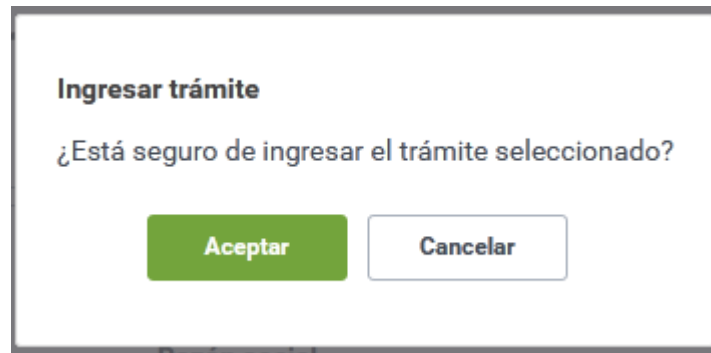 Ingresar trámite
¿Está seguro de ingresar el trámite seleccionado?
Aceptar
Cancelar